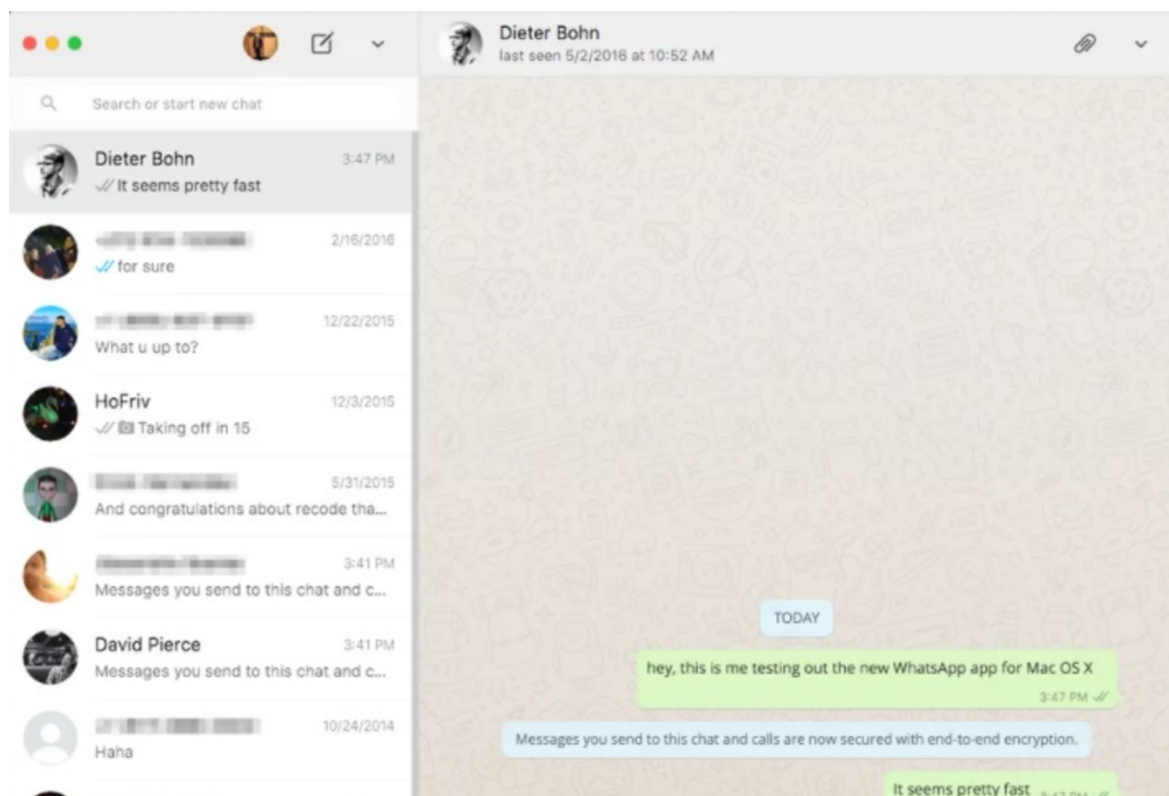 Dieter Bohn
last seen 5/2/2016 at 10:52 AM
Search or start new chat
Dieter Bohn
3:47 PM
It seems pretty fast
2/16/2016
for sure
12/22/2015
What u up to?
HoFriv
12/3/2015
Taking off in 15
5/31/2015
And congratulations about recode tha...
3:41 PM
Messages you send to this chat and c...
David Pierce
3:41 PM
Messages you send to this chat and c...
10/24/2014
Haha
TODAY
hey, this is me testing out the new WhatsApp app for Mac OS X
3:47 PM
Messages you send to this chat and calls are now secured with end-to-end encryption.
It seems pretty fast
3:47 PM